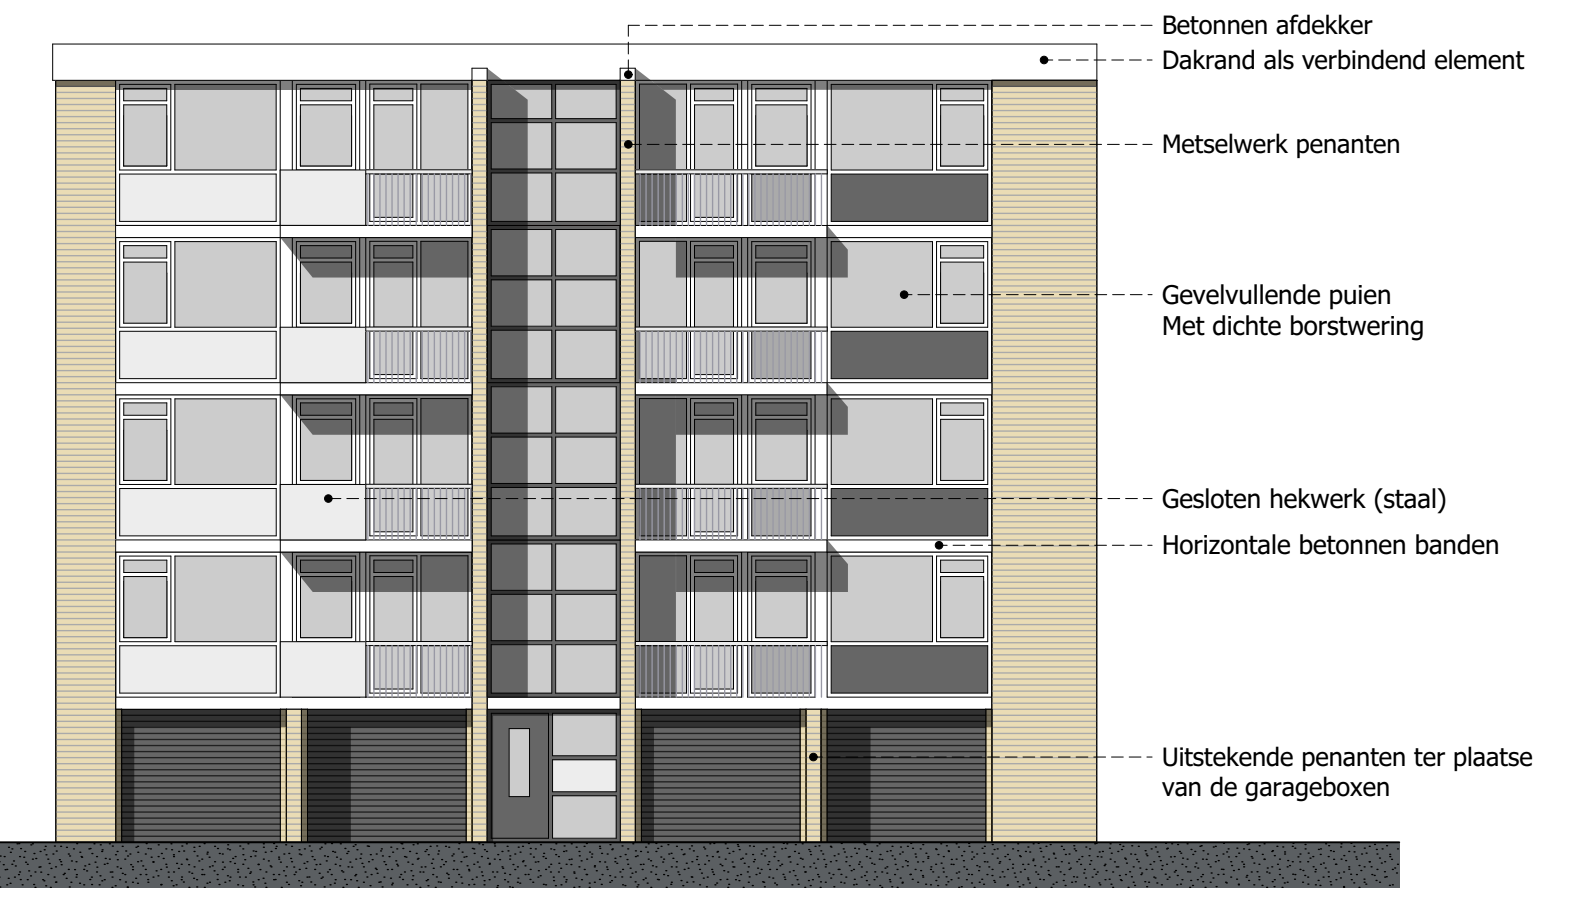 Betonnen afdekker
Dakrand als verbindend element
Metselwerk penanten
Gevelvullende puien
Met dichte borstwering
Gesloten hekwerk (staal)
Horizontale betonnen banden
Uitstekende penanten ter plaatse
van de garageboxen